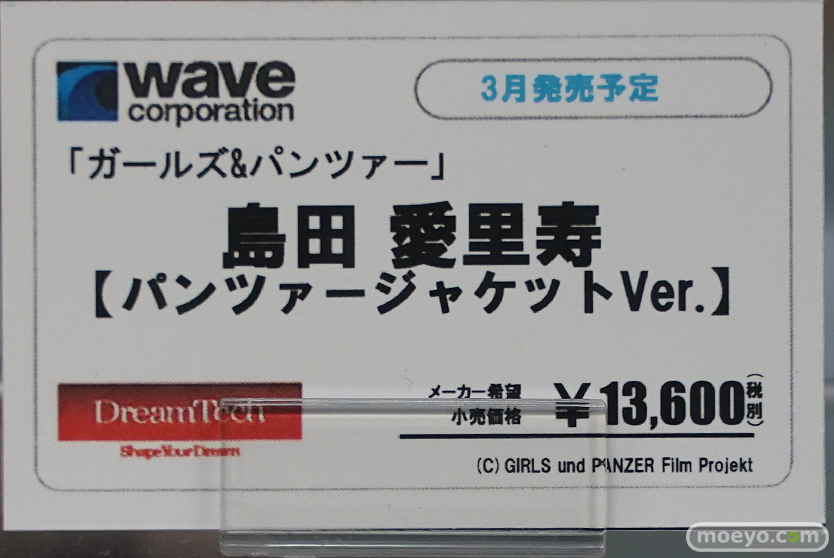 wave
corporation
3月発売予定
「ガールズ&パンツァー」
島田 愛里寿
【パンツァージャケットVer.】
DreamTech
Shape Your Dream
メーカー希望
小売価格
¥13,600(税別)
(C) GIRLS und PANZER Film Projekt
moeyo.com